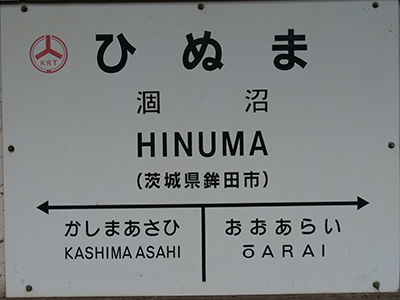 KRT
ひぬま
涸沼
HINUMA
(茨城県鉾田市)
かしまあさひ おおあらい
KASHIMA ASAHI ōARAI